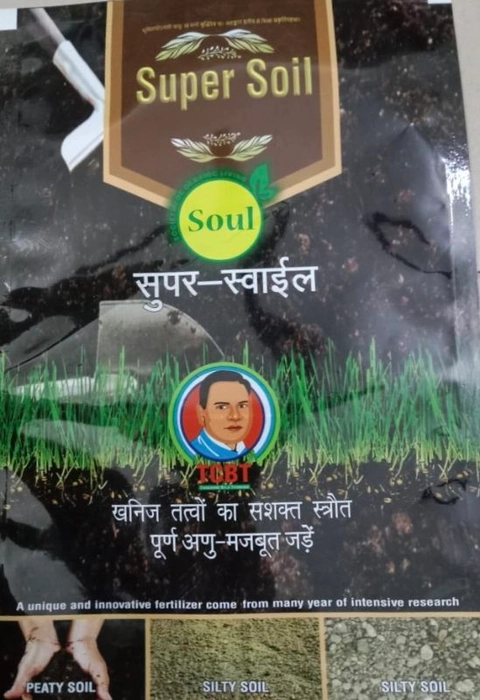 Super Soil
Soul
सुपर–स्वाईल
TCBT
खनिज तत्वों का सशक्त स्त्रौत
पूर्ण अणु-मजबूत जड़ें
A unique and innovative fertilizer come from many year of intensive research
PEATY SOIL
SILTY SOIL
SILTY SOIL